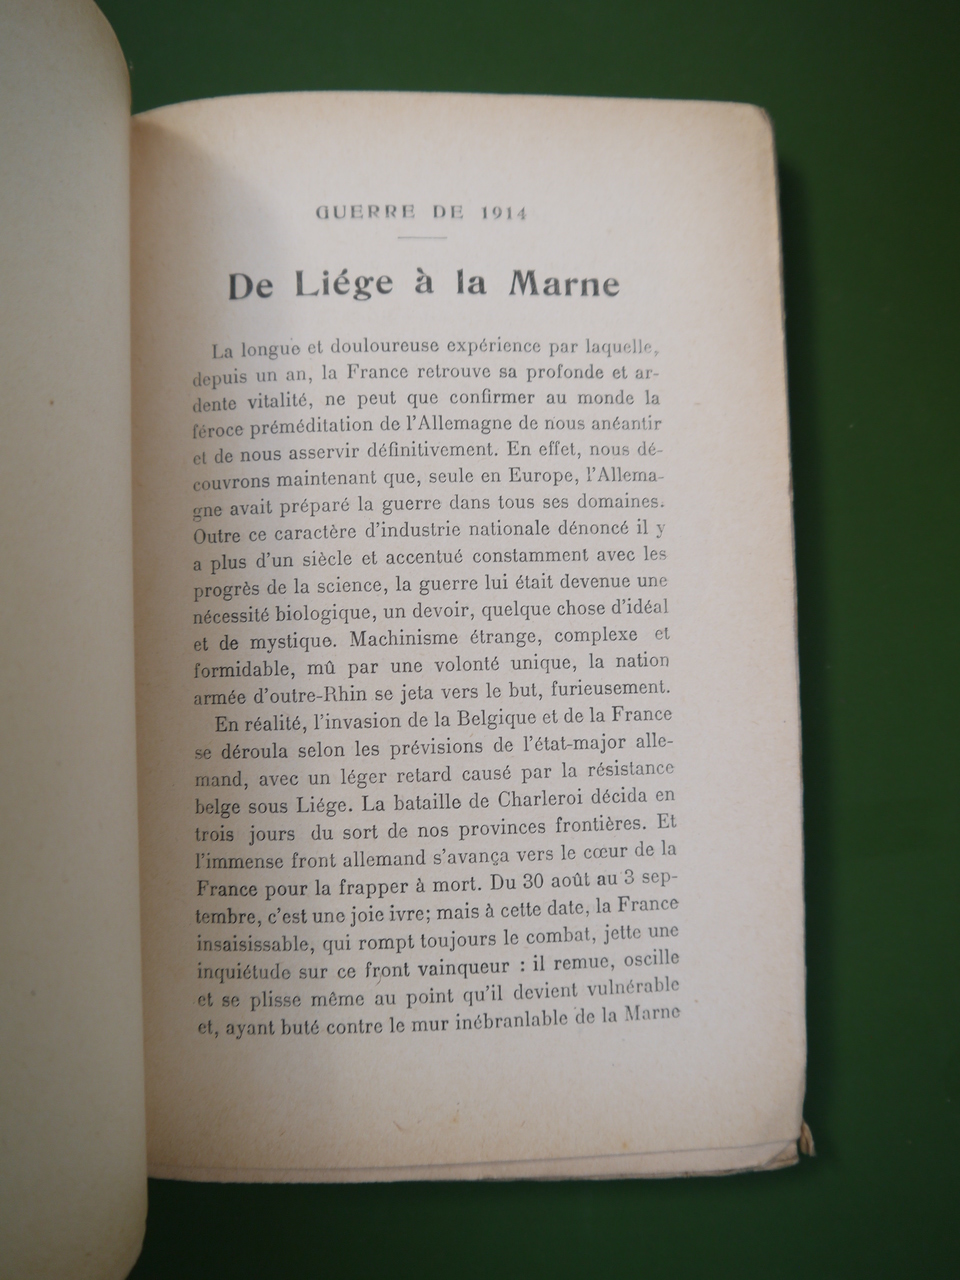 GUERRE DE 1914
De Liége à la Marne
La longue et douloureuse expérience par laquelle,
depuis un an, la France retrouve sa profonde et ar-
dente vitalité, ne peut que confirmer au monde la
féroce préméditation de l'Allemagne de nous anéantir
et de nous asservir définitivement. En effet, nous dé-
couvrons maintenant que, seule en Europe, l'Allema-
gne avait préparé la guerre dans tous ses domaines.
Outre ce caractère d'industrie nationale dénoncé il y
a plus d'un siècle et accentué constamment avec les
progrès de la science, la guerre lui était devenue une
nécessité biologique, un devoir, quelque chose d'idéal
et de mystique. Machinisme étrange, complexe et
formidable, mû par une volonté unique, la nation
armée d'outre-Rhin se jeta vers le but, furieusement.
En réalité, l'invasion de la Belgique et de la France
se déroula selon les prévisions de l'état-major alle-
mand, avec un léger retard causé par la résistance
belge sous Liége. La bataille de Charleroi décida en
trois jours du sort de nos provinces frontières. Et
l'immense front allemand s'avança vers le cœur de la
France pour la frapper à mort. Du 30 août au 3 sep-
tembre, c'est une joie ivre; mais à cette date, la France
insaisissable, qui rompt toujours le combat, jette une
inquiétude sur ce front vainqueur : il remue, oscille
et se plisse même au point qu'il devient vulnérable
et, ayant buté contre le mur inébranlable de la Marne